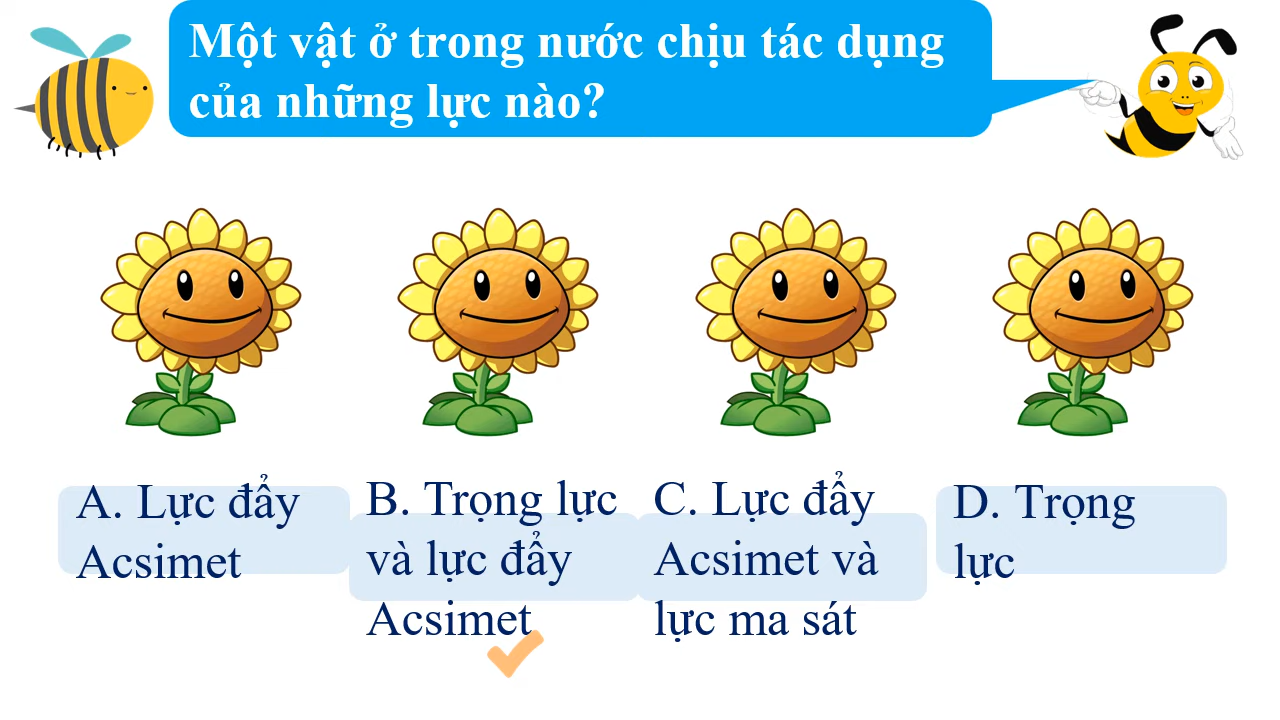 Một vật ở trong nước chịu tác dụng
của những lực nào?
A. Lực đẩy
Acsimet
B. Trọng lực
và lực đẩy
Acsimet
C. Lực đẩy
Acsimet và
lực ma sát
D. Trọng
lực